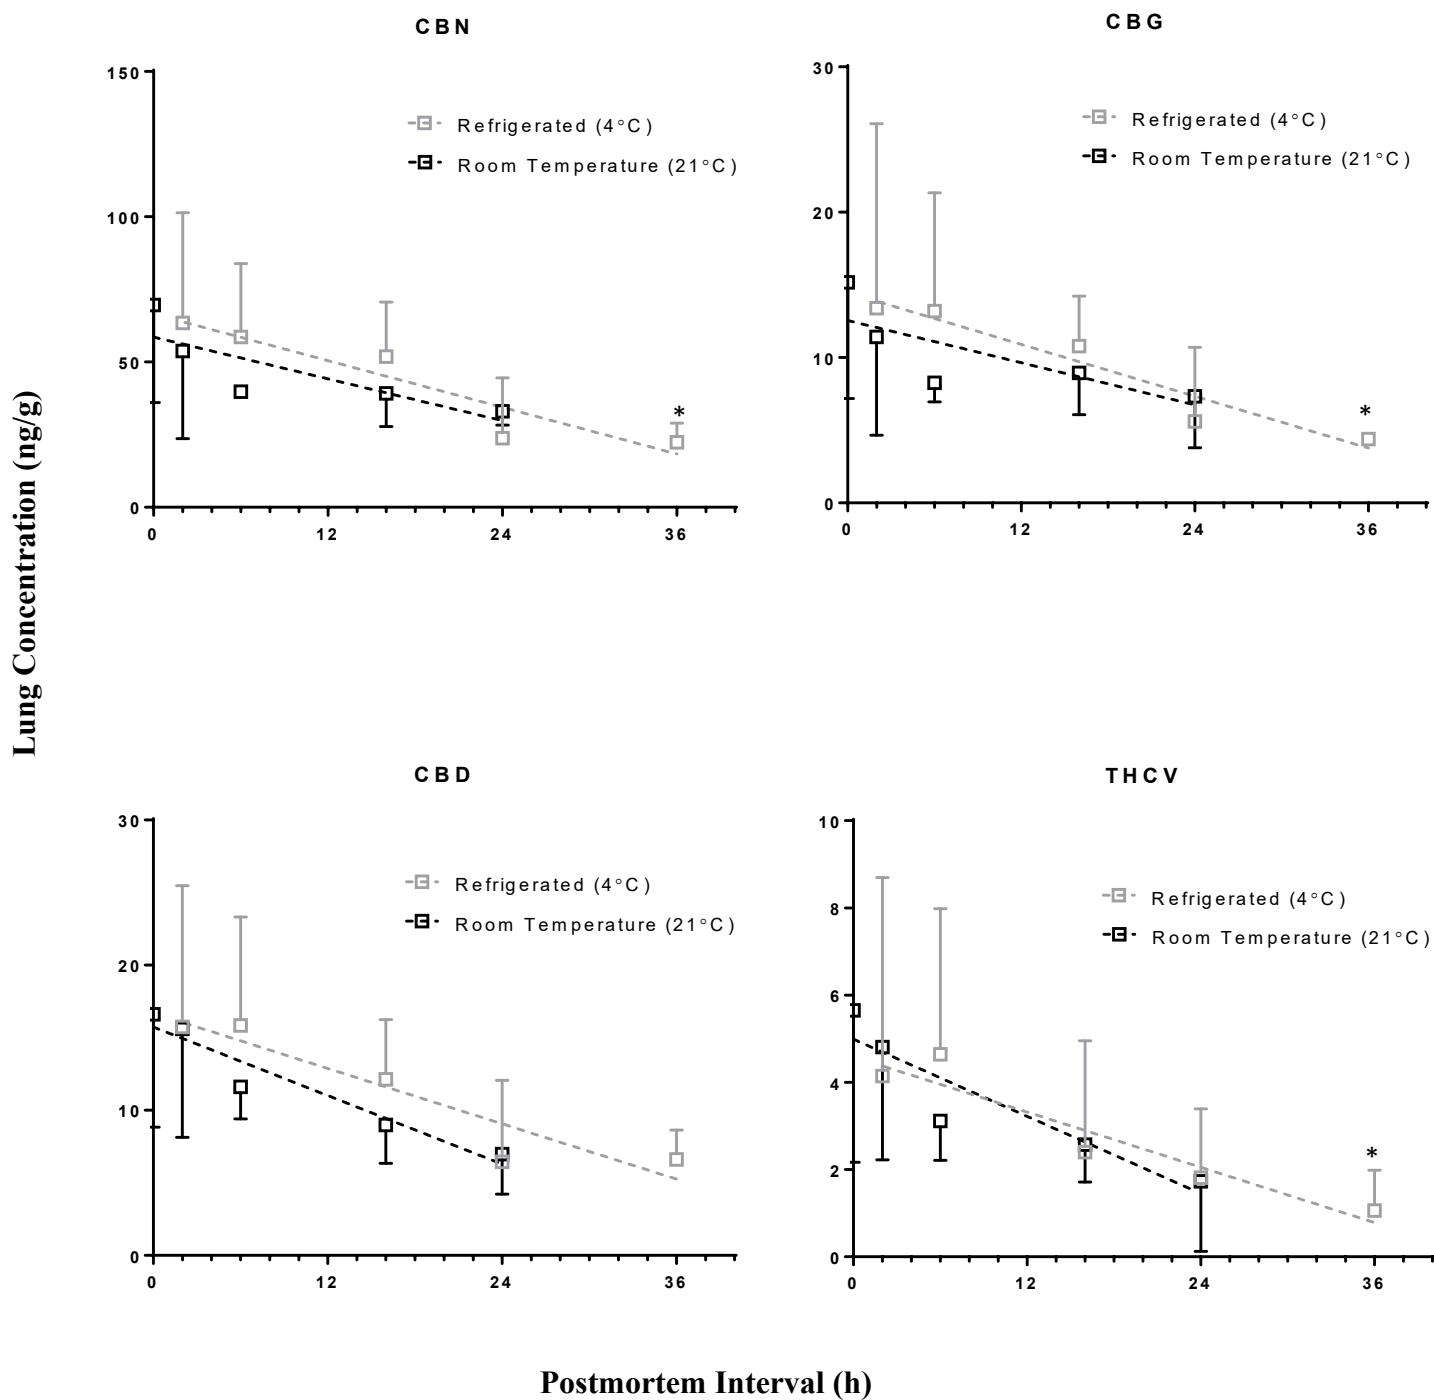 CBN
150
100
50
0
0 12 24 36
Refrigerated (4°C)
Room Temperature (21°C)
*
CBG
30
20
10
0
0 12 24 36
Refrigerated (4°C)
Room Temperature (21°C)
*
Lung Concentration (ng/g)
CBD
30
20
10
0
0 12 24 36
Refrigerated (4°C)
Room Temperature (21°C)
THCV
10
8
6
4
2
0
0 12 24 36
Refrigerated (4°C)
Room Temperature (21°C)
*
Postmortem Interval (h)